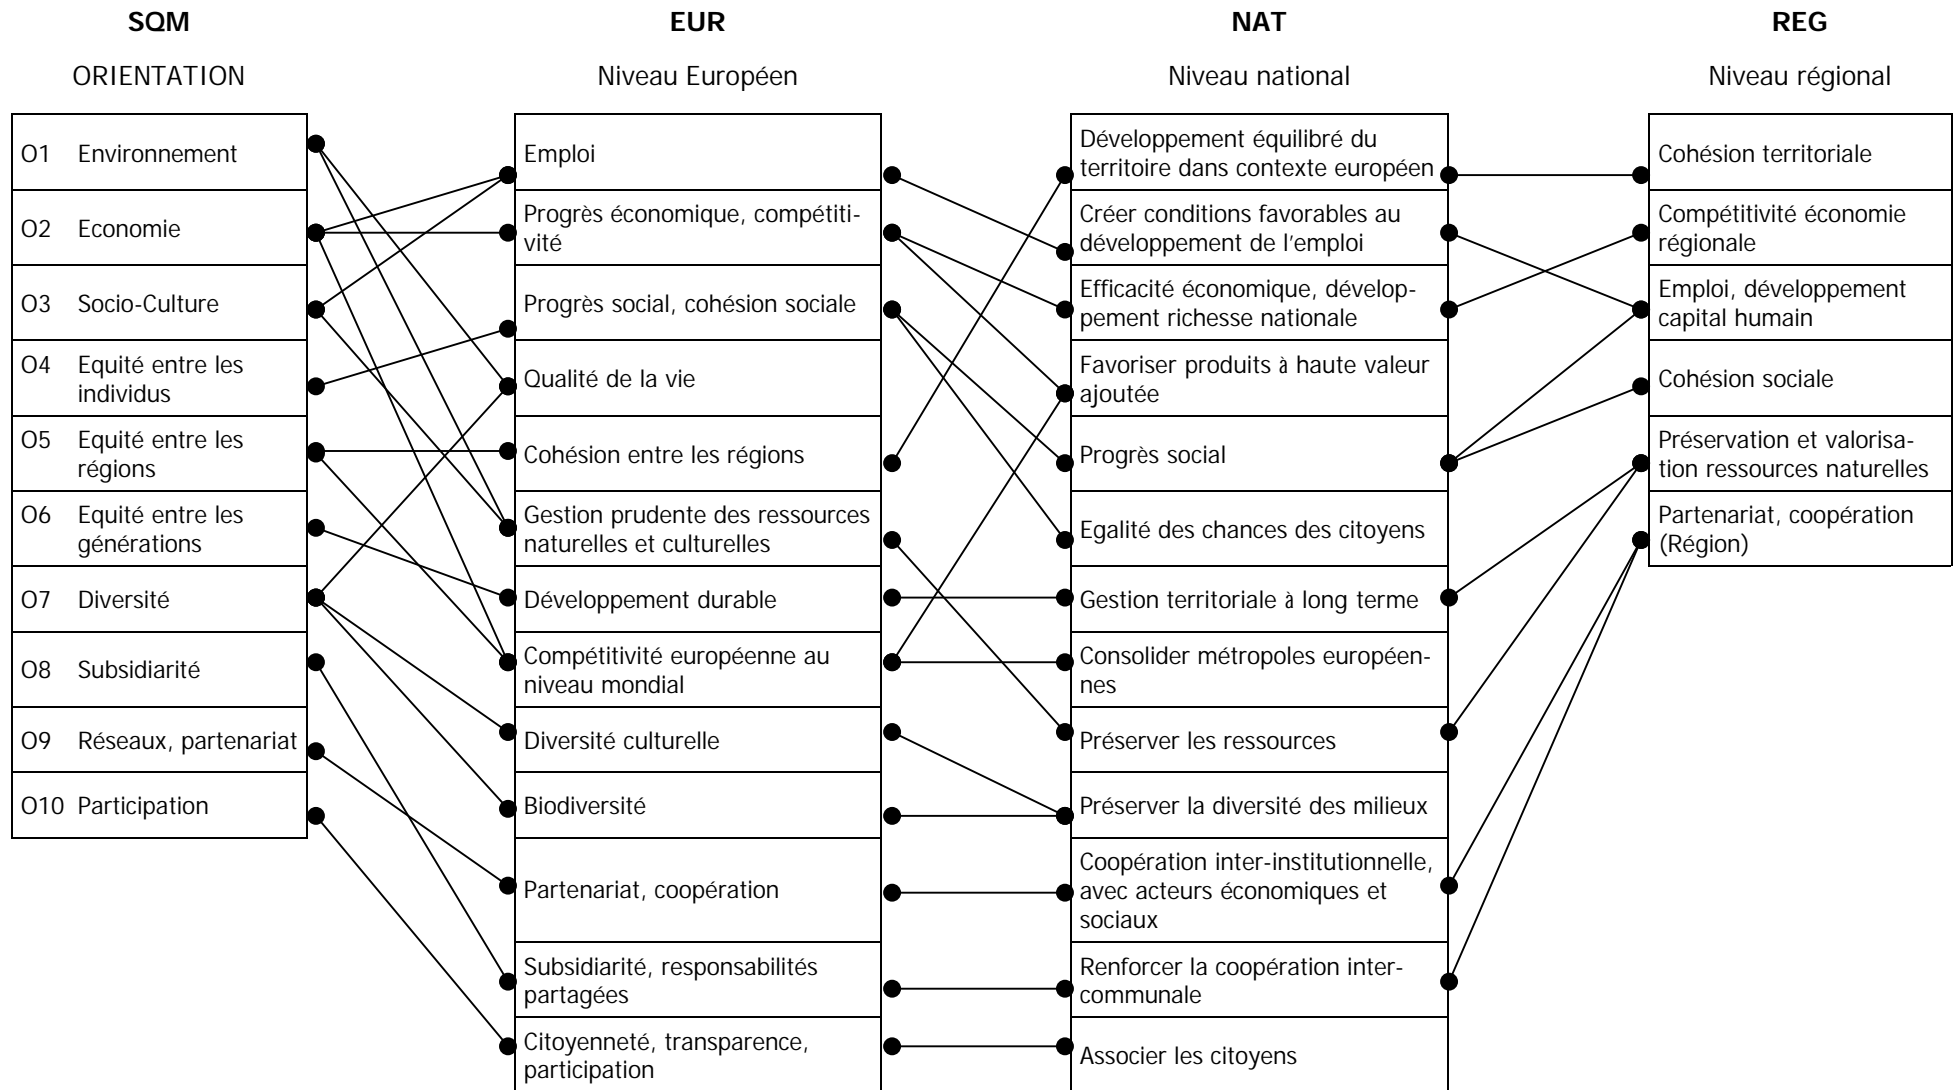 SQM
ORIENTATION
O1 Environnement
O2 Economie
O3 Socio-Culture
O4 Equité entre les
individus
O5 Equité entre les
régions
O6 Equité entre les
générations
O7 Diversité
O8 Subsidiarité
O9 Réseaux, partenariat
O10 Participation
EUR
Niveau Européen
Emploi
Progrès économique, compétiti-
vité
Progrès social, cohésion sociale
Qualité de la vie
Cohésion entre les régions
Gestion prudente des ressources
naturelles et culturelles
Développement durable
Compétitivité européenne au
niveau mondial
Diversité culturelle
Biodiversité
Partenariat, coopération
Subsidiarité, responsabilités
partagées
Citoyenneté, transparence,
participation
NAT
Niveau national
Développement équilibré du
territoire dans contexte européen
Créer conditions favorables au
développement de l'emploi
Efficacité économique, dévelop-
pement richesse nationale
Favoriser produits à haute valeur
ajoutée
Progrès social
Egalité des chances des citoyens
Gestion territoriale à long terme
Consolider métropoles européen-
nes
Préserver les ressources
Préserver la diversité des milieux
Coopération inter-institutionnelle,
avec acteurs économiques et
sociaux
Renforcer la coopération inter-
communale
Associer les citoyens
REG
Niveau régional
Cohésion territoriale
Compétitivité économie
régionale
Emploi, développement
capital humain
Cohésion sociale
Préservation et valorisa-
tion ressources naturelles
Partenariat, coopération
(Région)